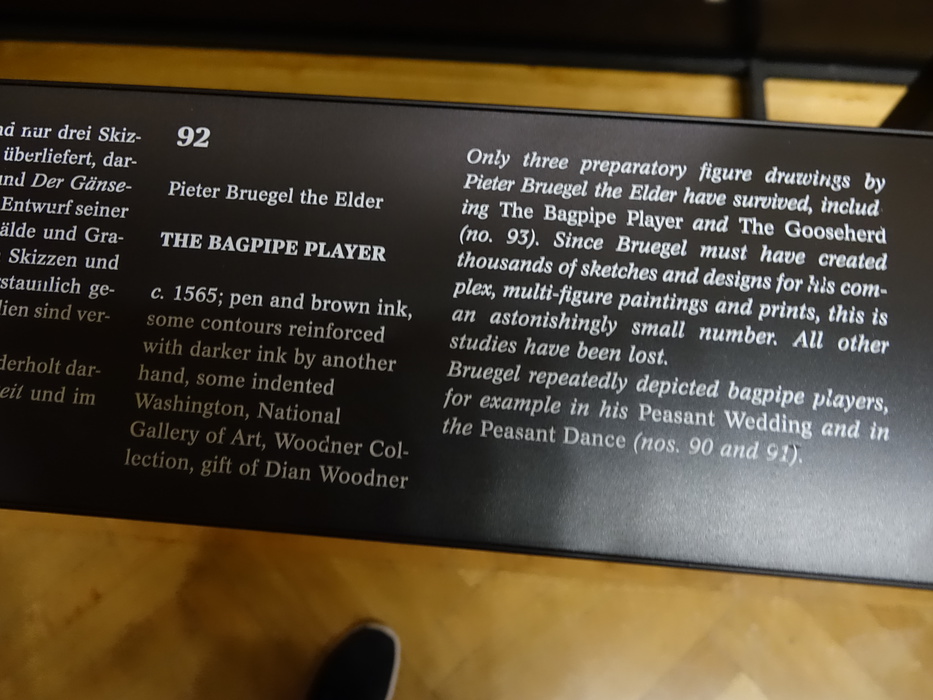 nur drei Skiz-
überliefert, dar-
und Der Gänse-
Entwurf seiner
älde und Gra-
Skizzen und
rstaunlich ge-
lien sind ver-
derholt dar-
eit und im
92
Pieter Bruegel the Elder
THE BAGPIPE PLAYER
c. 1565; pen and brown ink,
some contours reinforced
with darker ink by another
hand, some indented
Washington, National
Gallery of Art, Woodner Col-
lection, gift of Dian Woodner
Only three preparatory figure drawings by
Pieter Bruegel the Elder have survived, includ
ing The Bagpipe Player and The Gooseherd
(no. 93). Since Bruegel must have created
thousands of sketches and designs for his com-
plex, multi-figure paintings and prints, this is
an astonishingly small number. All other
studies have been lost.
Bruegel repeatedly depicted bagpipe players,
for example in his Peasant Wedding and in
the Peasant Dance (nos. 90 and 91).